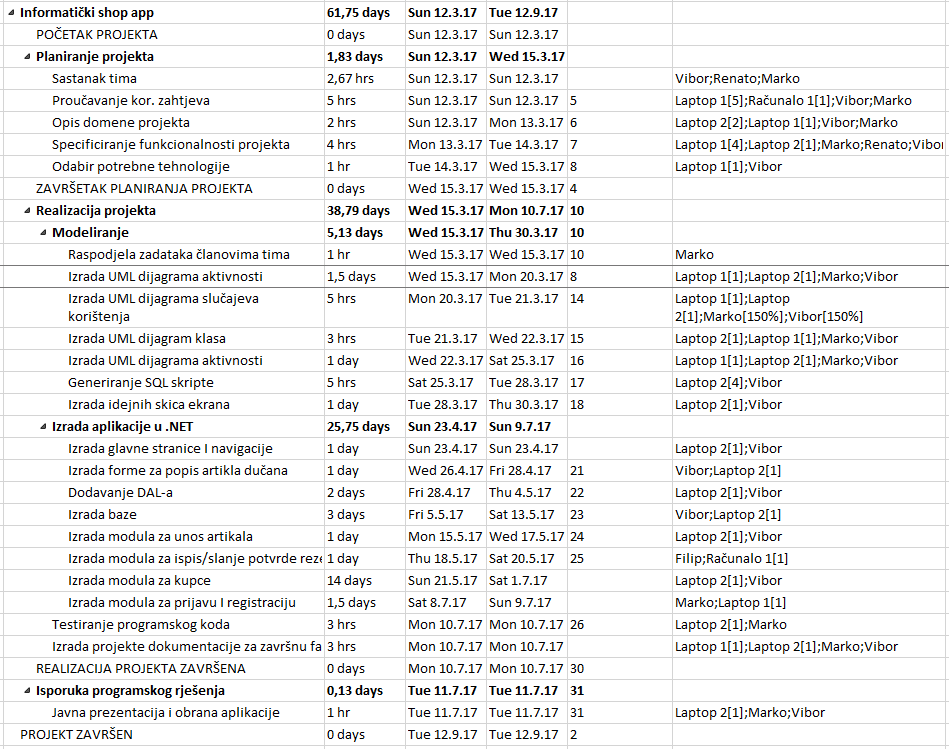 Informatički shop app 61,75 days Sun 12.3.17 Tue 12.9.17
POČETAK PROJEKTA 0 days Sun 12.3.17 Sun 12.3.17
Planiranje projekta 1,83 days Sun 12.3.17 Wed 15.3.17
Sastanak tima 2,67 hrs Sun 12.3.17 Sun 12.3.17 Vibor;Renato;Marko
Proučavanje kor. zahtjeva 5 hrs Sun 12.3.17 Sun 12.3.17 5 Laptop 1[5];Računalo 1[1];Vibor;Marko
Opis domene projekta 2 hrs Sun 12.3.17 Mon 13.3.17 6 Laptop 2[2];Laptop 1[1];Vibor;Marko
Specificiranje funkcionalnosti projekta 4 hrs Mon 13.3.17 Tue 14.3.17 7 Laptop 1[4];Laptop 2[1];Marko;Renato;Vibor
Odabir potrebne tehnologije 1 hr Tue 14.3.17 Wed 15.3.17 8 Laptop 1[1];Vibor
ZAVRŠETAK PLANIRANJA PROJEKTA 0 days Wed 15.3.17 Wed 15.3.17 4
Realizacija projekta 38,79 days Wed 15.3.17 Mon 10.7.17 10
Modeliranje 5,13 days Wed 15.3.17 Thu 30.3.17 10
Raspodjela zadataka članovima tima 1 hr Wed 15.3.17 Wed 15.3.17 10 Marko
Izrada UML dijagrama aktivnosti 1,5 days Wed 15.3.17 Mon 20.3.17 8 Laptop 1[1];Laptop 2[1];Marko;Vibor
Izrada UML dijagrama slučajeva 5 hrs Mon 20.3.17 Tue 21.3.17 14 Laptop 1[1];Laptop
korištenja 2[1];Marko[150%];Vibor[150%]
Izrada UML dijagram klasa 3 hrs Tue 21.3.17 Wed 22.3.17 15 Laptop 2[1];Laptop 1[1];Marko;Vibor
Izrada UML dijagrama aktivnosti 1 day Wed 22.3.17 Sat 25.3.17 16 Laptop 1[1];Laptop 2[1];Marko;Vibor
Generiranje SQL skripte 5 hrs Sat 25.3.17 Tue 28.3.17 17 Laptop 2[4];Vibor
Izrada idejnih skica ekrana 1 day Tue 28.3.17 Thu 30.3.17 18 Laptop 2[1];Vibor
Izrada aplikacije u .NET 25,75 days Sun 23.4.17 Sun 9.7.17
Izrada glavne stranice I navigacije 1 day Sun 23.4.17 Sun 23.4.17 Laptop 2[1];Vibor
Izrada forme za popis artikla dučana 1 day Wed 26.4.17 Fri 28.4.17 21 Vibor;Laptop 2[1]
Dodavanje DAL-a 2 days Fri 28.4.17 Thu 4.5.17 22 Laptop 2[1];Vibor
Izrada baze 3 days Fri 5.5.17 Sat 13.5.17 23 Vibor;Laptop 2[1]
Izrada modula za unos artikala 1 day Mon 15.5.17 Wed 17.5.17 24 Laptop 2[1];Vibor
Izrada modula za ispis/slanje potvrde reze 1 day Thu 18.5.17 Sat 20.5.17 25 Filip;Računalo 1[1]
Izrada modula za kupce 14 days Sun 21.5.17 Sat 1.7.17 Laptop 2[1];Vibor
Izrada modula za prijavu I registraciju 1,5 days Sat 8.7.17 Sun 9.7.17 Marko;Laptop 1[1]
Testiranje programskog koda 3 hrs Mon 10.7.17 Mon 10.7.17 26 Laptop 2[1];Marko
Izrada projekte dokumentacije za završnu fa 3 hrs Mon 10.7.17 Mon 10.7.17 Laptop 1[1];Laptop 2[1];Marko;Vibor
REALIZACIJA PROJEKTA ZAVRŠENA 0 days Mon 10.7.17 Mon 10.7.17 30
Isporuka programskog rješenja 0,13 days Tue 11.7.17 Tue 11.7.17 31
Javna prezentacija i obrana aplikacije 1 hr Tue 11.7.17 Tue 11.7.17 31 Laptop 2[1];Marko;Vibor
PROJEKT ZAVRŠEN 0 days Tue 12.9.17 Tue 12.9.17 2